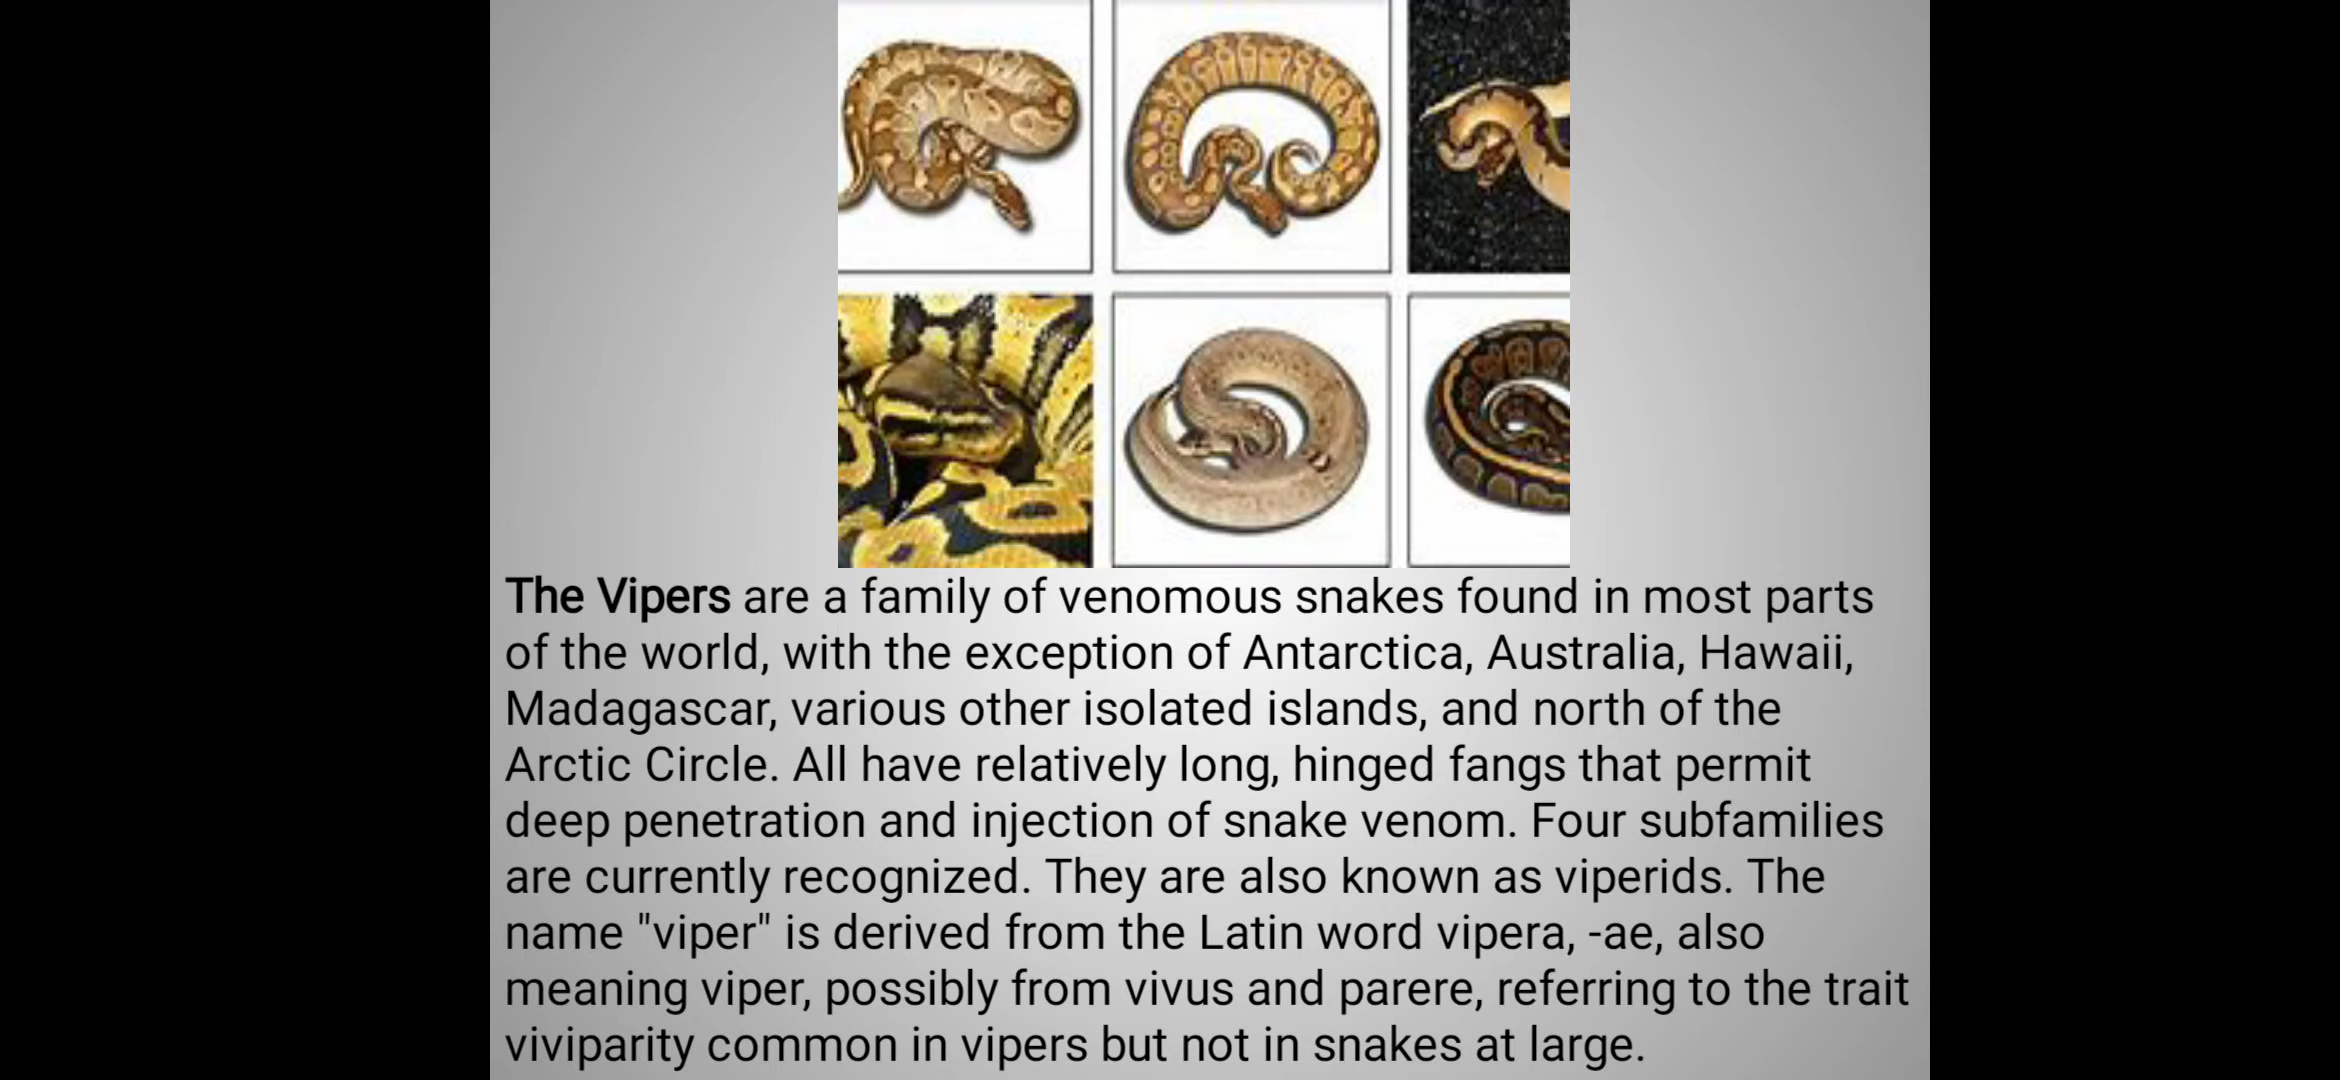 The Vipers are a family of venomous snakes found in most parts
of the world, with the exception of Antarctica, Australia, Hawaii,
Madagascar, various other isolated islands, and north of the
Arctic Circle. All have relatively long, hinged fangs that permit
deep penetration and injection of snake venom. Four subfamilies
are currently recognized. They are also known as viperids. The
name "viper" is derived from the Latin word vipera, -ae, also
meaning viper, possibly from vivus and parere, referring to the trait
viviparity common in vipers but not in snakes at large.